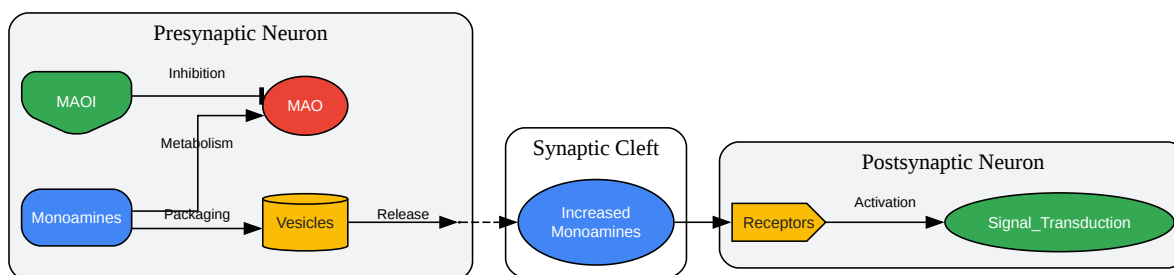 Presynaptic Neuron
MAOI
Inhibition
MAO
Metabolism
Monoamines
Packaging
Vesicles
Release
Synaptic Cleft
Increased
Monoamines
Postsynaptic Neuron
Receptors
Activation
Signal_Transduction